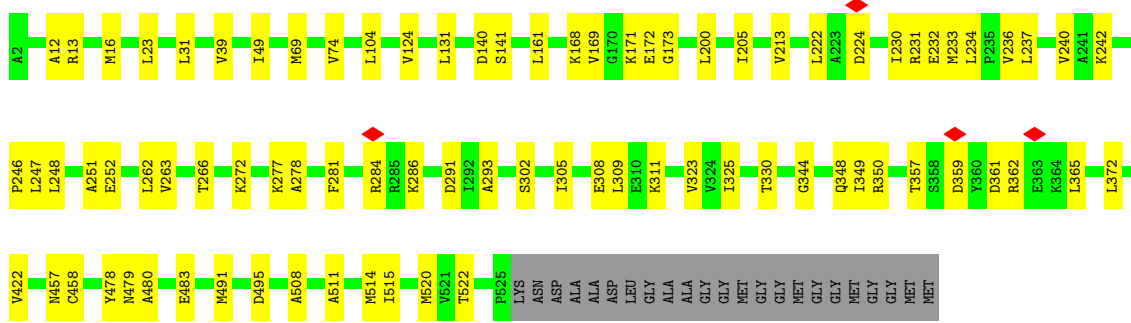 A2 A12 R13 M16 L23 L31 V39 I49 M69 V74 L104 V124 L131 D140 S141 L161 K168 V169 G170 K171 E172 G173 L200 I205 V213 L222 A223 D224 I230 R231 E232 M233 L234 P235 V236 L237 V240 A241 K242
P246 L247 L248 A251 E252 L262 V263 T266 K272 K277 A278 F281 R284 R285 K286 D291 I292 A293 S302 I305 E308 L309 E310 K311 V323 V324 I325 T330 G344 Q348 I349 R350 T357 S358 D359 Y360 D361 R362 E363 K364 L365 L372
V422 N457 C458 Y478 N479 A480 E483 M491 D495 A508 A511 M514 I515 M520 V521 T522 P525 LYS ASN ASP ALA ALA ASP LEU GLY ALA ALA GLY GLY MET GLY GLY MET GLY GLY MET GLY GLY MET MET